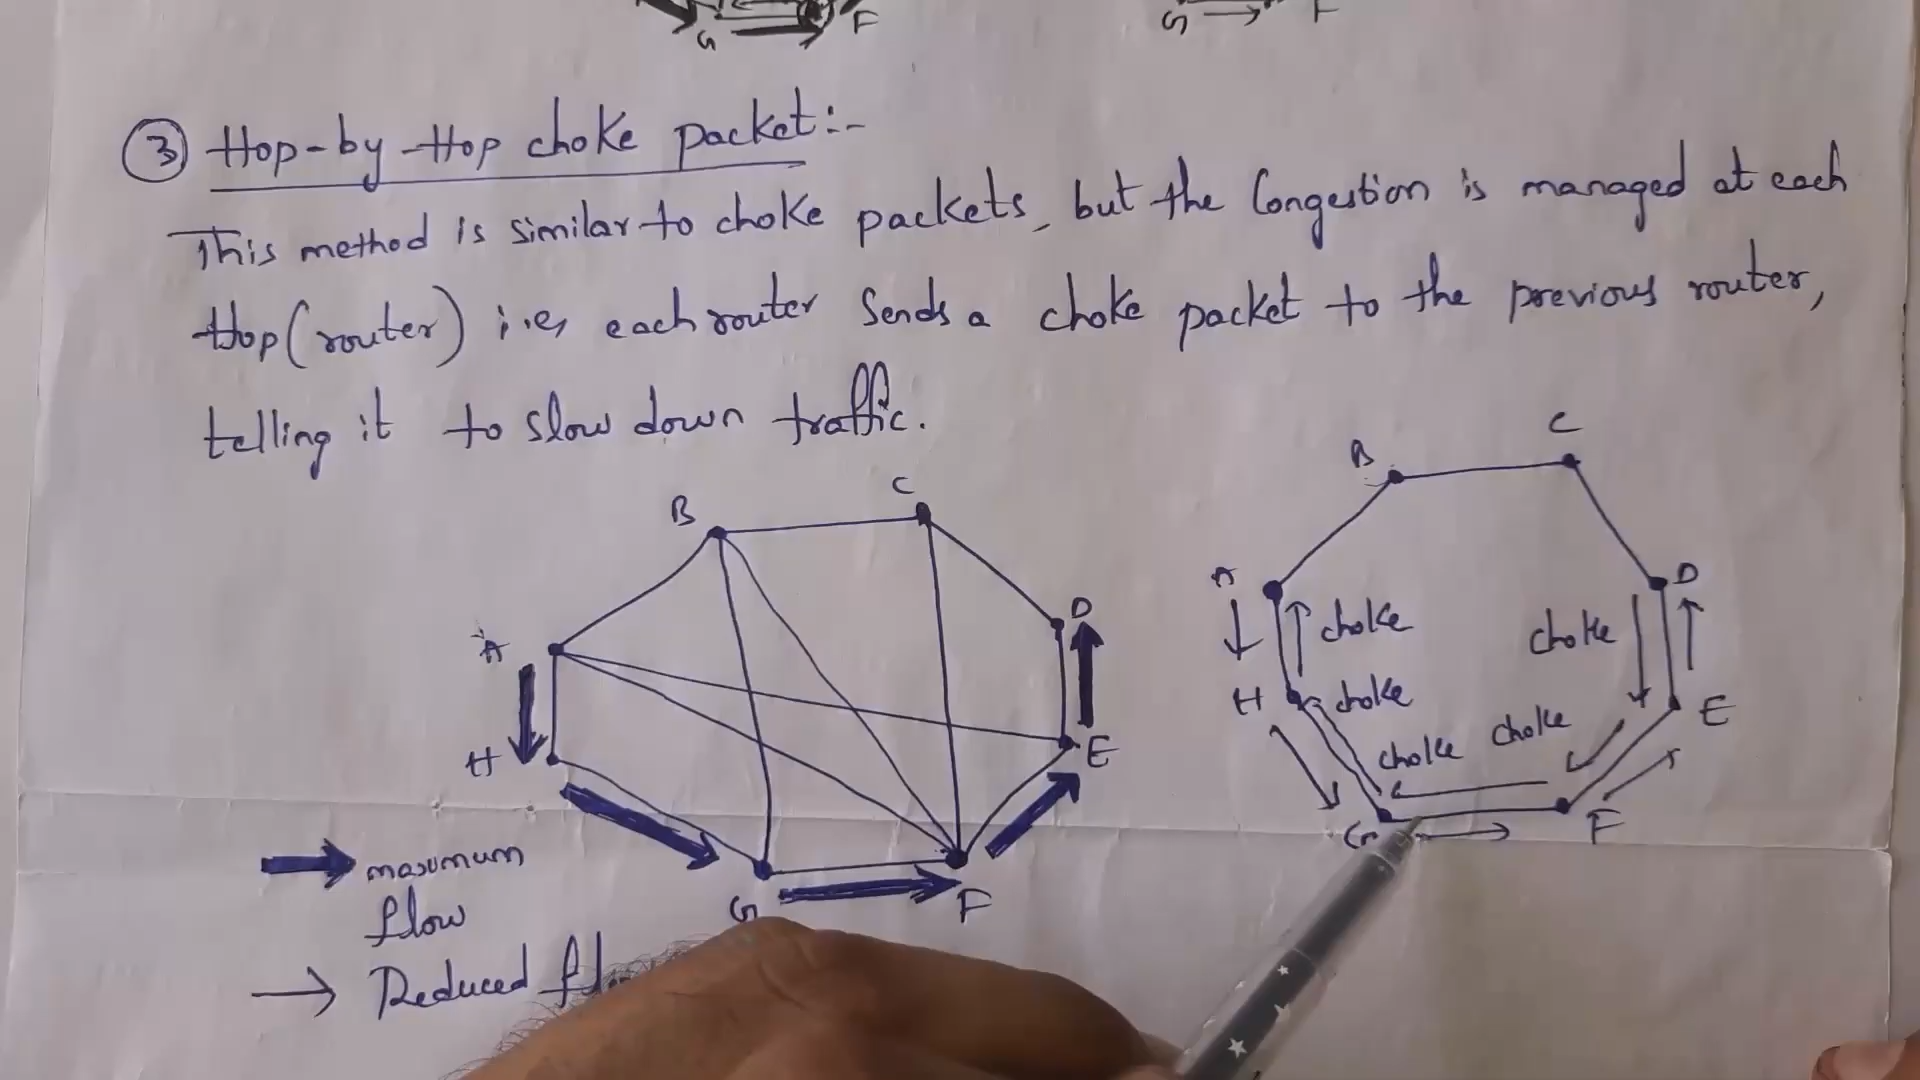 G → F
G → F
③ Hop-by-Hop choke packet:-
This method is similar to choke packets, but the Congestion is managed at each
Hop (router) i.e, each router Sends a choke packet to the previous router,
telling it to slow down traffic.
B C
A D
H E
G F
→ maximum
flow
→ Reduced
B C
A D
choke choke
H choke E
choke choke
G F